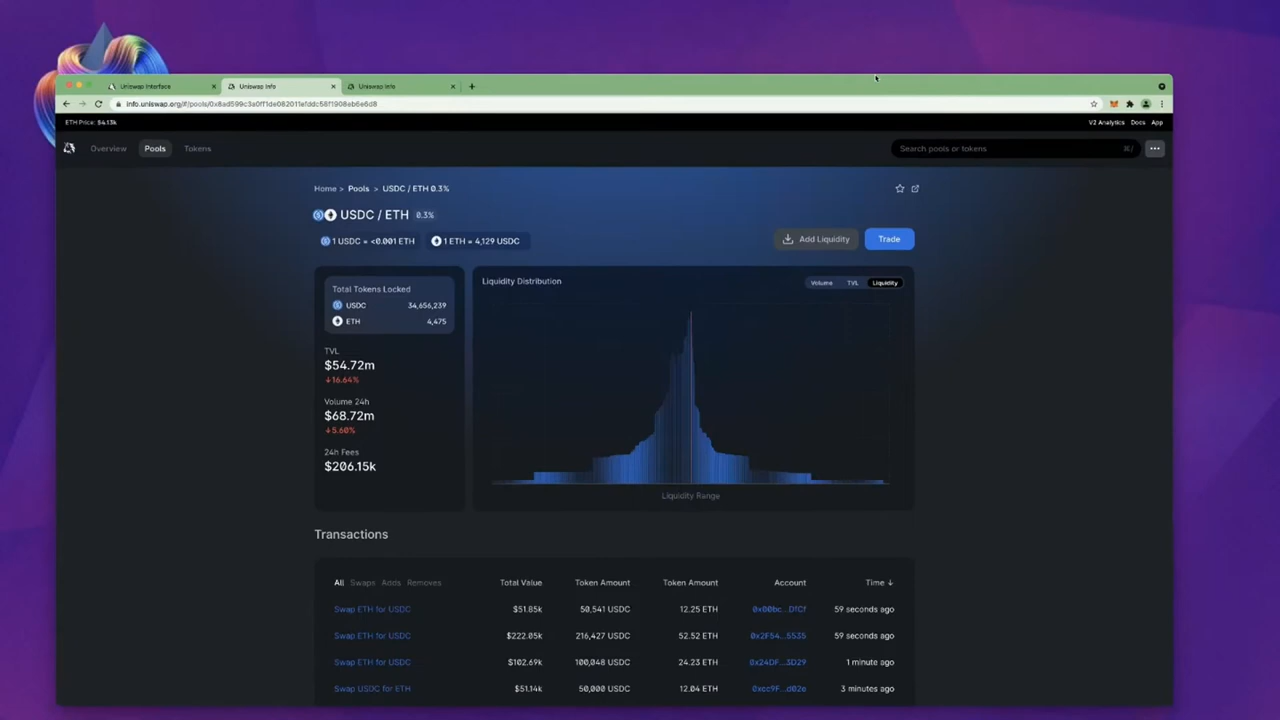 Uniswap Interface
Uniswap Info
Uniswap Info
info.uniswap.org/#/pools/0x8ad599c3a0ff1de082011efddc58f1908eb6e6d8
ETH Price: $4.13k
V2 Analytics Docs App
Overview Pools Tokens
Search pools or tokens ⌘/
Home > Pools > USDC / ETH 0.3%
USDC / ETH 0.3%
1 USDC = <0.001 ETH
1 ETH = 4,129 USDC
Add Liquidity
Trade
Total Tokens Locked
USDC 34,656,239
ETH 4,475
TVL
$54.72m
↓16.64%
Volume 24h
$68.72m
↓5.60%
24h Fees
$206.15k
Liquidity Distribution
Volume TVL Liquidity
Liquidity Range
Transactions
All Swaps Adds Removes Total Value Token Amount Token Amount Account Time ↓
Swap ETH for USDC $51.85k 50,541 USDC 12.25 ETH 0x00bc...D1Cf 59 seconds ago
Swap ETH for USDC $222.05k 216,427 USDC 52.52 ETH 0x2F54...5535 59 seconds ago
Swap ETH for USDC $102.69k 100,048 USDC 24.23 ETH 0x24DF...3D29 1 minute ago
Swap USDC for ETH $51.14k 50,000 USDC 12.04 ETH 0xcc9F...d02e 3 minutes ago